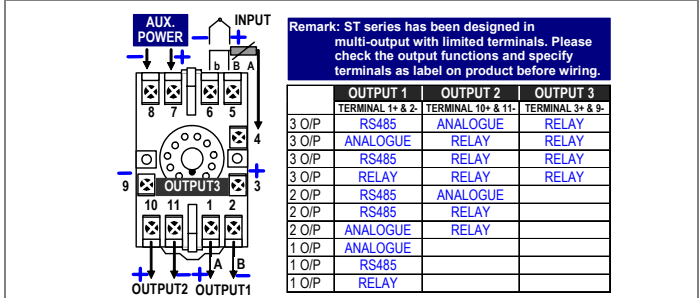 AUX.
POWER
INPUT
b B A
8 7 6 5
4
9 OUTPUT3 3
10 11 1 2
A B
OUTPUT2 OUTPUT1
Remark: ST series has been designed in
multi-output with limited terminals. Please
check the output functions and specify
terminals as label on product before wiring.
OUTPUT 1 OUTPUT 2 OUTPUT 3
TERMINAL 1+ & 2- TERMINAL 10+ & 11- TERMINAL 3+ & 9-
3 O/P RS485 ANALOGUE RELAY
3 O/P ANALOGUE RELAY RELAY
3 O/P RS485 RELAY RELAY
3 O/P RELAY RELAY RELAY
2 O/P RS485 ANALOGUE
2 O/P RS485 RELAY
2 O/P ANALOGUE RELAY
1 O/P ANALOGUE
1 O/P RS485
1 O/P RELAY